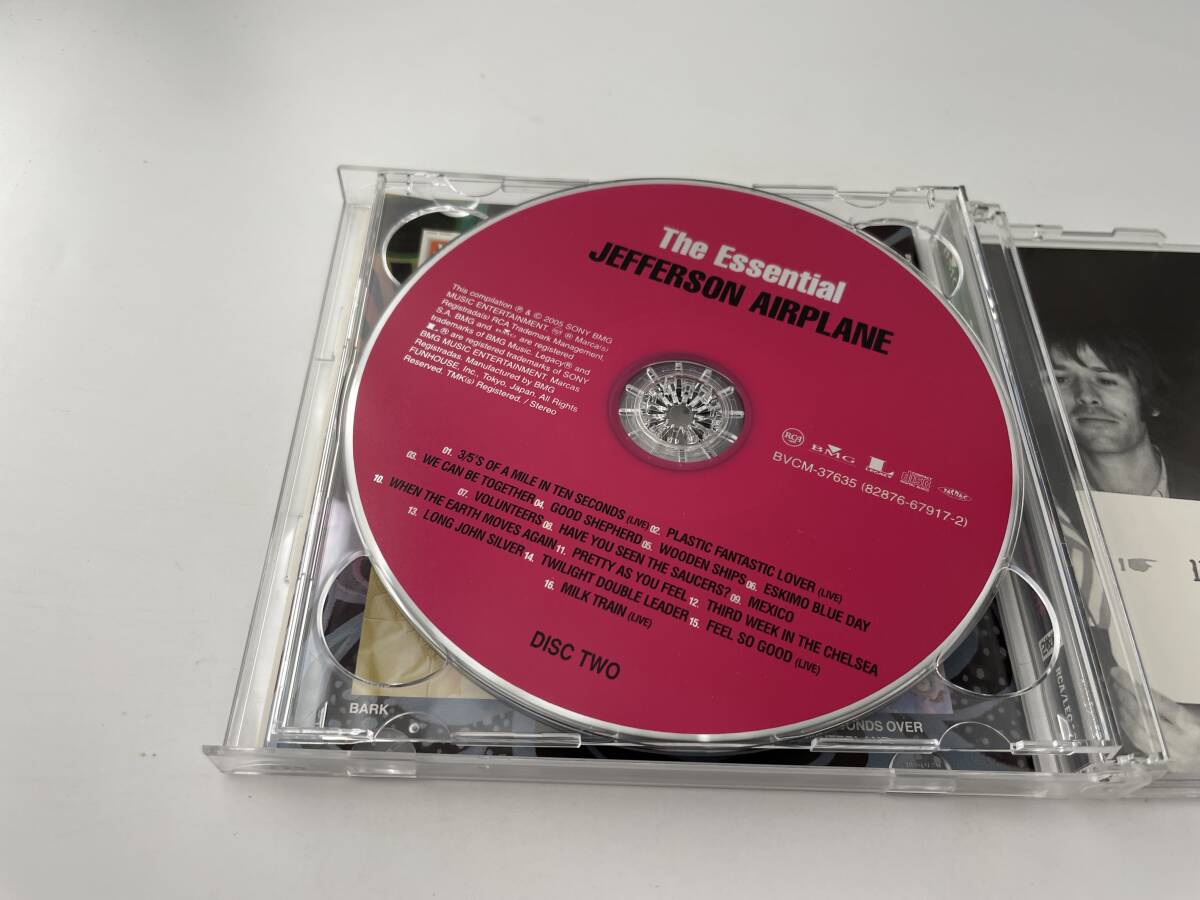 The Essential
JEFFERSON AIRPLANE
This compilation ℗ & © 2005 SONY BMG
MUSIC ENTERTAINMENT. ® Marca(s)
Registrada(s) RCA Trademark Management
S.A. BMG and are registered
trademarks of BMG Music. Legacy® and
L ® are registered trademarks of SONY
BMG MUSIC ENTERTAINMENT. Marcas
Registradas. Manufactured by BMG
FUNHOUSE, Inc., Tokyo, Japan. All Rights
Reserved. TMK(s) Registered. / Stereo
RCA BMG LEGACY
BVCM-37635 (82876-67917-2)
01. 3/5'S OF A MILE IN TEN SECONDS (LIVE) 02. PLASTIC FANTASTIC LOVER (LIVE)
03. WE CAN BE TOGETHER 04. GOOD SHEPHERD 05. WOODEN SHIPS 06. ESKIMO BLUE DAY
07. VOLUNTEERS 08. HAVE YOU SEEN THE SAUCERS? 09. MEXICO
10. WHEN THE EARTH MOVES AGAIN 11. PRETTY AS YOU FEEL 12. THIRD WEEK IN THE CHELSEA
13. LONG JOHN SILVER 14. TWILIGHT DOUBLE LEADER 15. FEEL SO GOOD (LIVE)
16. MILK TRAIN (LIVE)
DISC TWO
BARK
ONDS OVER